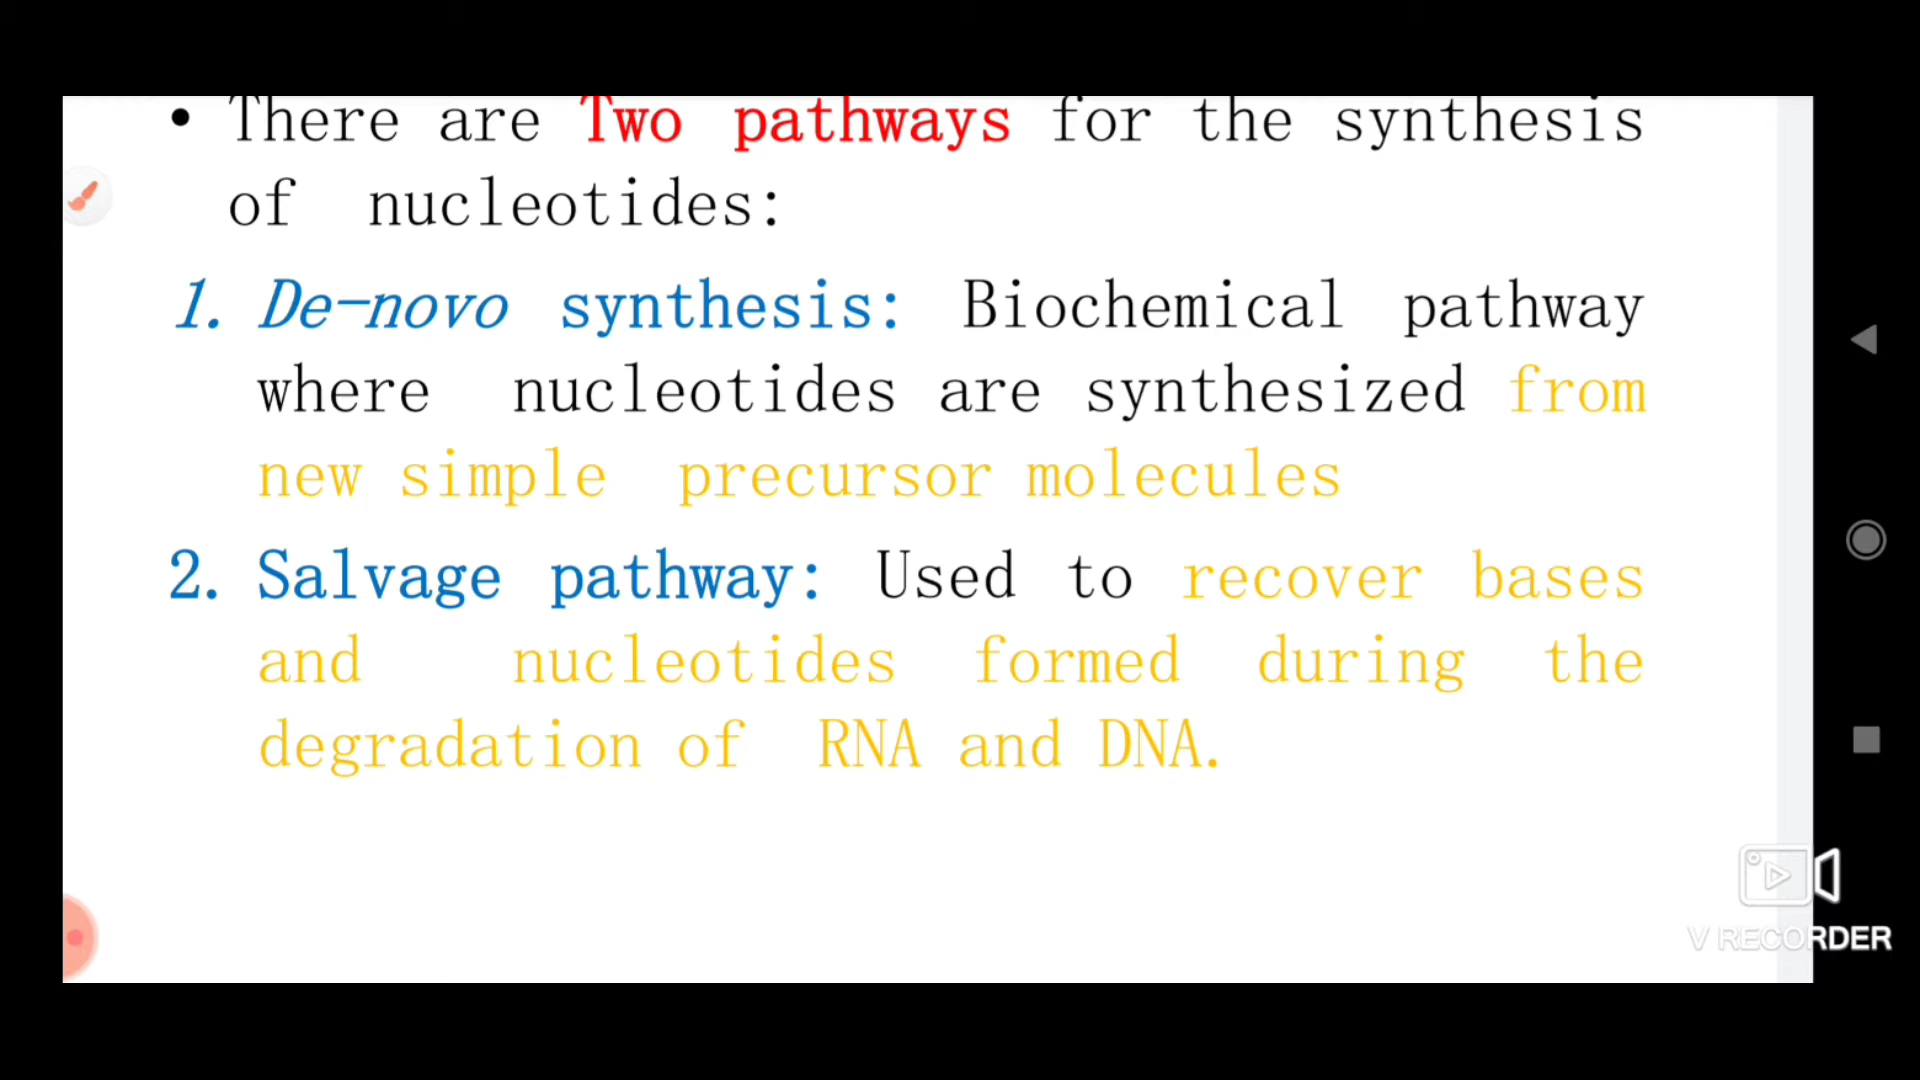 • There are Two pathways for the synthesis
of nucleotides:
1. De-novo synthesis: Biochemical pathway
where nucleotides are synthesized from
new simple precursor molecules
2. Salvage pathway: Used to recover bases
and nucleotides formed during the
degradation of RNA and DNA.
V RECORDER